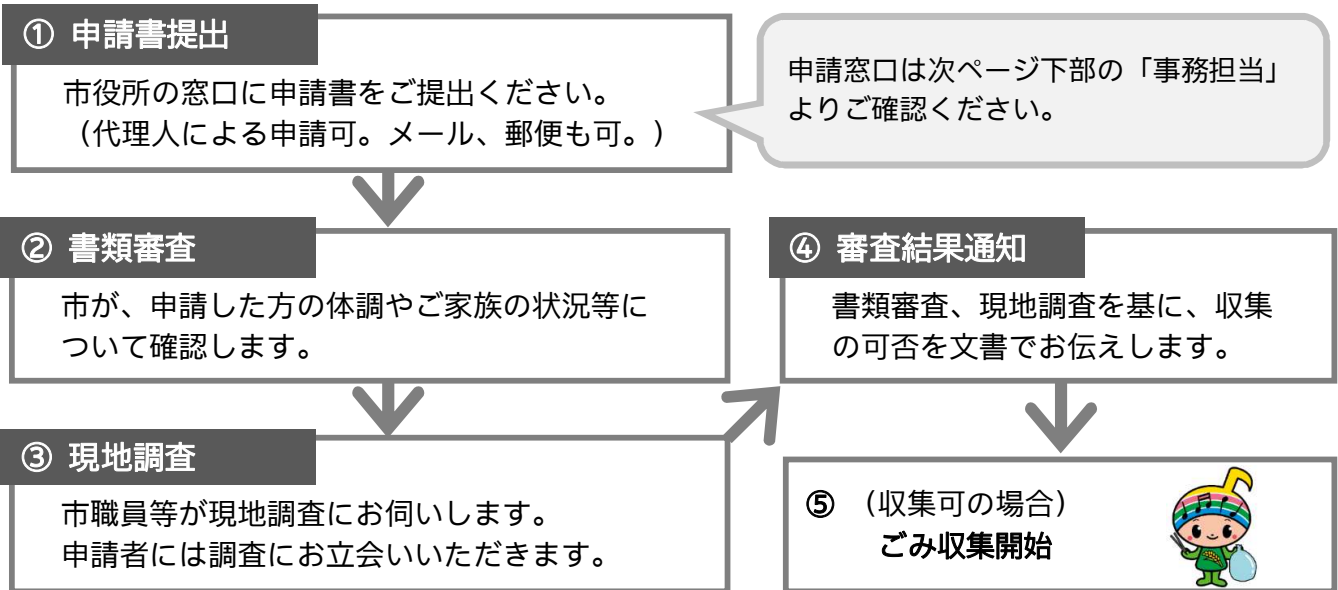 ① 申請書提出
市役所の窓口に申請書をご提出ください。
（代理人による申請可。メール、郵便も可。）
申請窓口は次ページ下部の「事務担当」
よりご確認ください。
② 書類審査
市が、申請した方の体調やご家族の状況等に
ついて確認します。
③ 現地調査
市職員等が現地調査にお伺いします。
申請者には調査にお立会いいただきます。
④ 審査結果通知
書類審査、現地調査を基に、収集
の可否を文書でお伝えします。
⑤ （収集可の場合）
ごみ収集開始